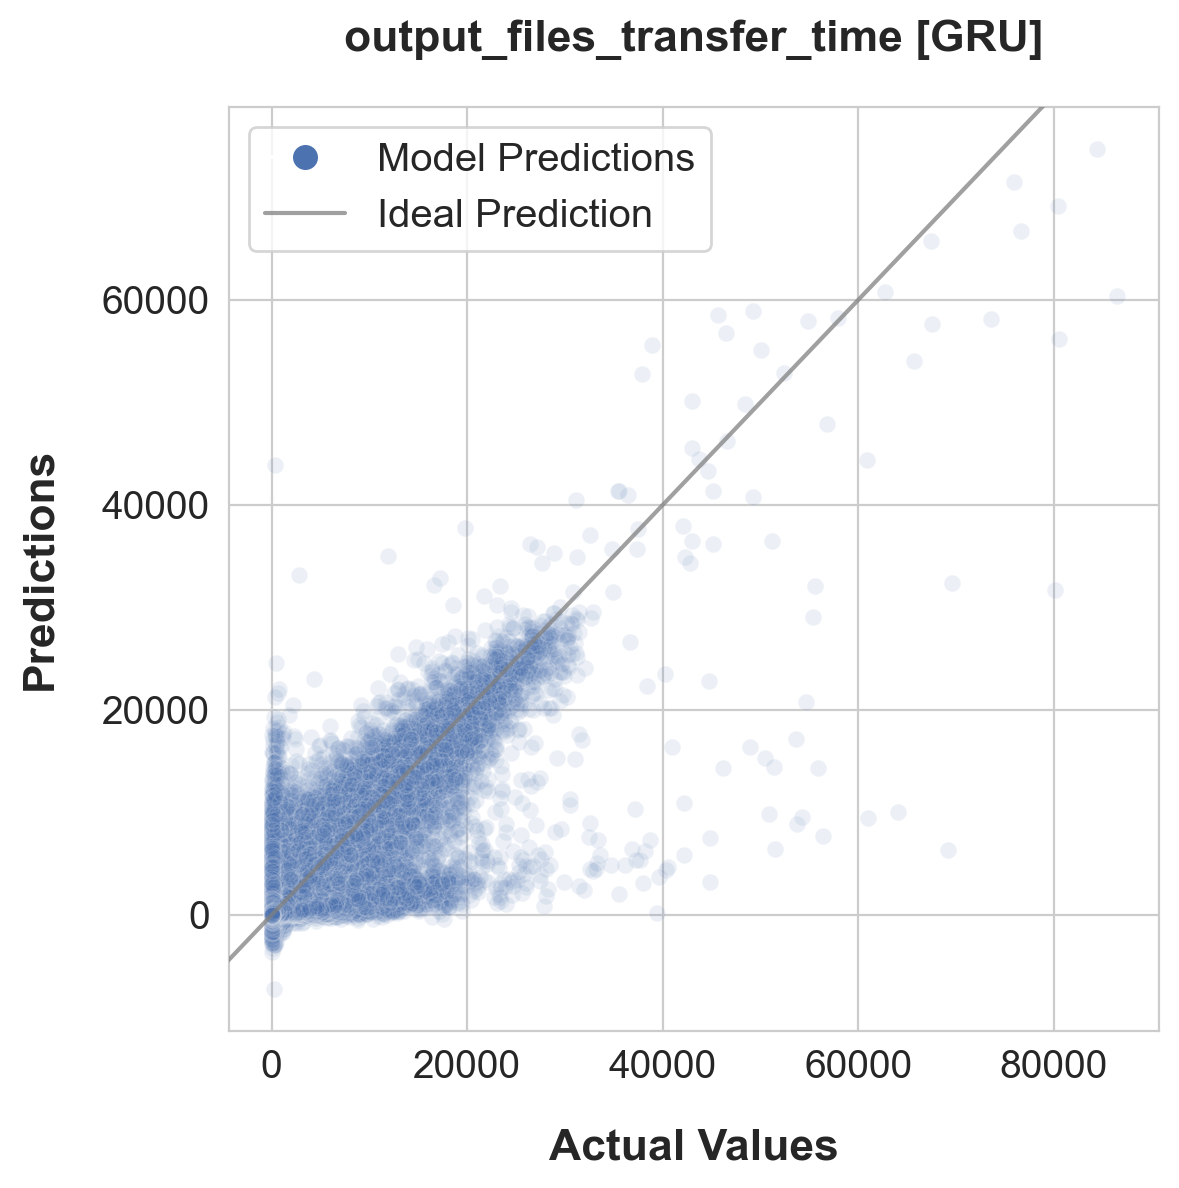 output_files_transfer_time [GRU]
Model Predictions
Ideal Prediction
Predictions
60000
40000
20000
0
0 20000 40000 60000 80000
Actual Values